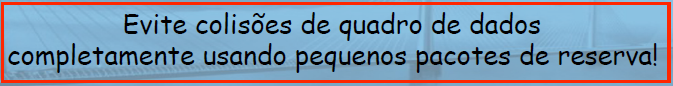 Evite colisões de quadro de dados
completamente usando pequenos pacotes de reserva!